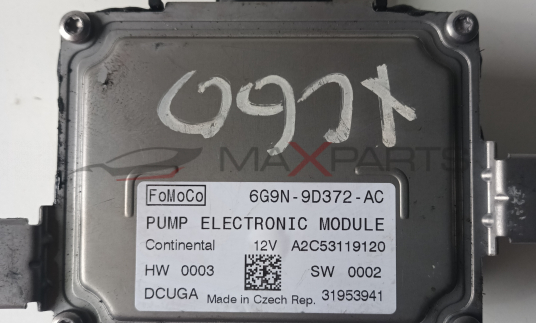 XC60
MAXPARTS
FoMoCo 6G9N-9D372-AC
PUMP ELECTRONIC MODULE
Continental 12V A2C53119120
HW 0003 SW 0002
DCUGA Made in Czech Rep. 31953941